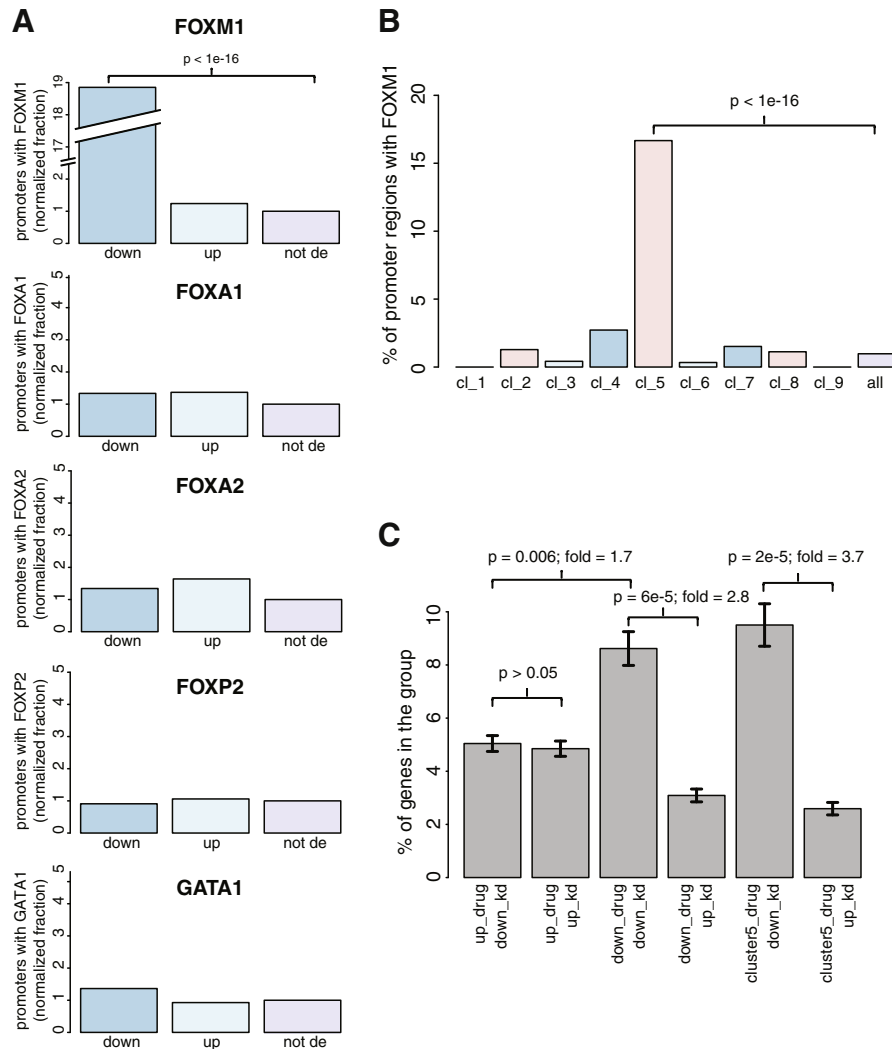 A
FOXM1
p < 1e-16
promoters with FOXM1
(normalized fraction)
19
18
17
2
1
0
down up not de
FOXA1
promoters with FOXA1
(normalized fraction)
5
4
3
2
1
0
down up not de
FOXA2
promoters with FOXA2
(normalized fraction)
5
4
3
2
1
0
down up not de
FOXP2
promoters with FOXP2
(normalized fraction)
5
4
3
2
1
0
down up not de
GATA1
promoters with GATA1
(normalized fraction)
5
4
3
2
1
0
down up not de
B
p < 1e-16
% of promoter regions with FOXM1
20
15
10
5
0
cl_1 cl_2 cl_3 cl_4 cl_5 cl_6 cl_7 cl_8 cl_9 all
C
p = 0.006; fold = 1.7
p = 2e-5; fold = 3.7
p = 6e-5; fold = 2.8
p > 0.05
% of genes in the group
10
8
6
4
2
0
up_drug
down_kd
up_drug
up_kd
down_drug
down_kd
down_drug
up_kd
cluster5_drug
down_kd
cluster5_drug
up_kd